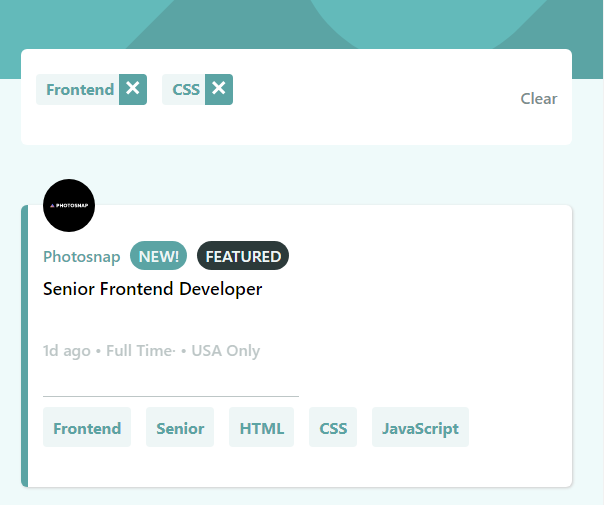 Frontend ✕ CSS ✕
Clear
PHOTOSNAP
Photosnap NEW! FEATURED
Senior Frontend Developer
1d ago • Full Time· • USA Only
Frontend Senior HTML CSS JavaScript